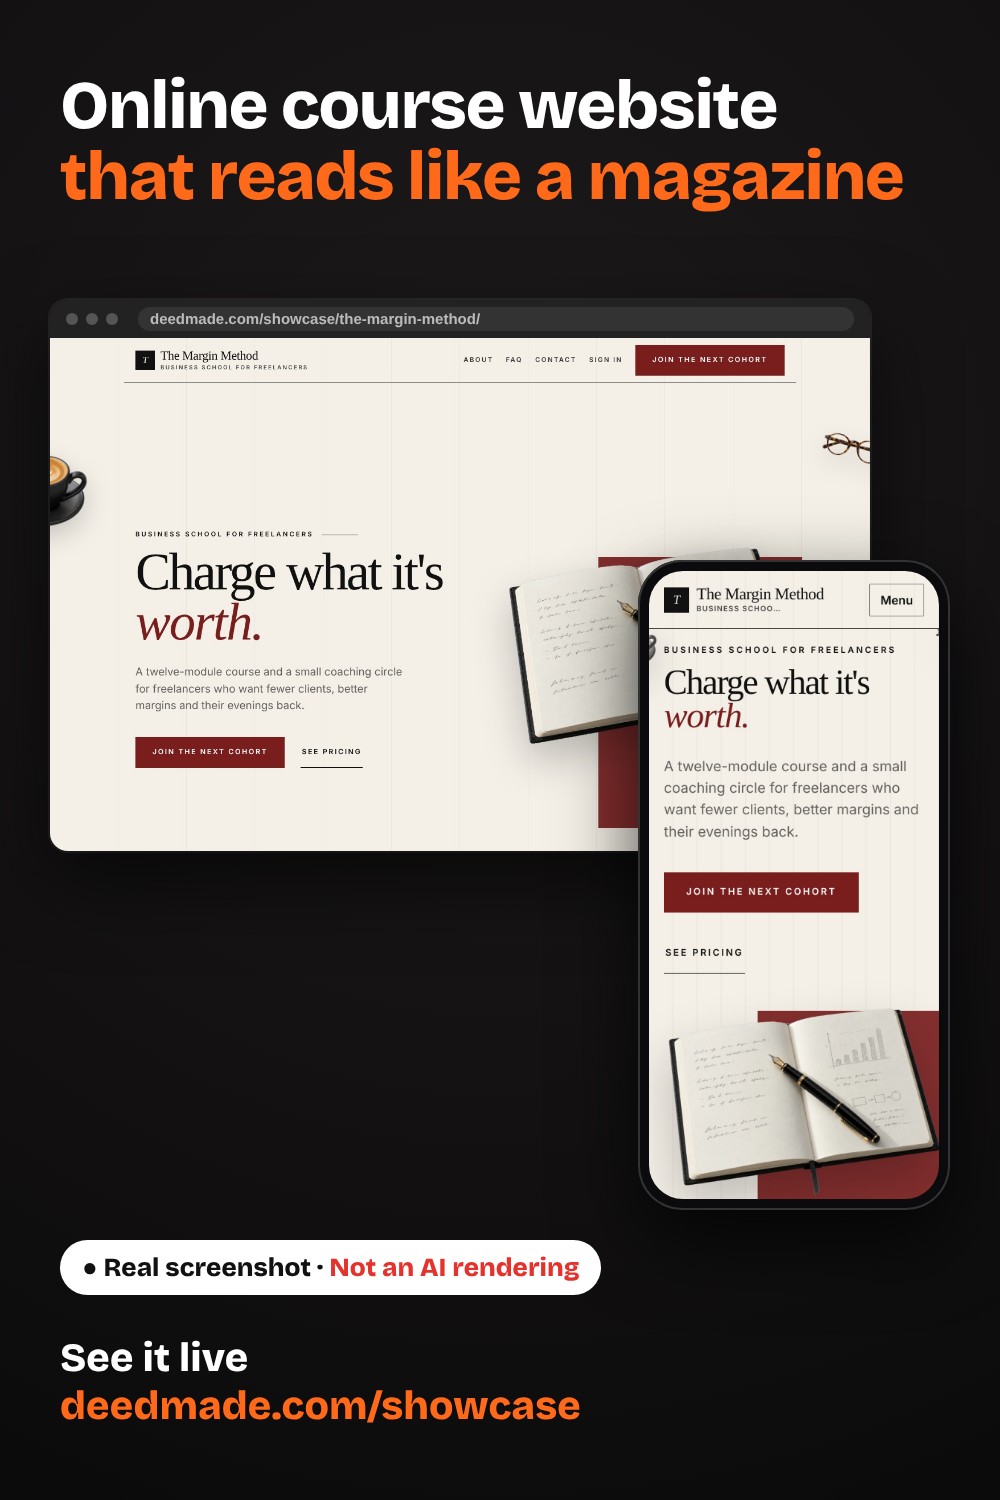 Online course website
that reads like a magazine
deedmade.com/showcase/the-margin-method/
T
The Margin Method
BUSINESS SCHOOL FOR FREELANCERS
ABOUT FAQ CONTACT SIGN IN JOIN THE NEXT COHORT
BUSINESS SCHOOL FOR FREELANCERS
Charge what it's
worth.
A twelve-module course and a small coaching circle
for freelancers who want fewer clients, better
margins and their evenings back.
JOIN THE NEXT COHORT SEE PRICING
T
The Margin Method
BUSINESS SCHOO...
Menu
BUSINESS SCHOOL FOR FREELANCERS
Charge what it's
worth.
A twelve-module course and a small
coaching circle for freelancers who
want fewer clients, better margins and
their evenings back.
JOIN THE NEXT COHORT
SEE PRICING
● Real screenshot · Not an AI rendering
See it live
deedmade.com/showcase